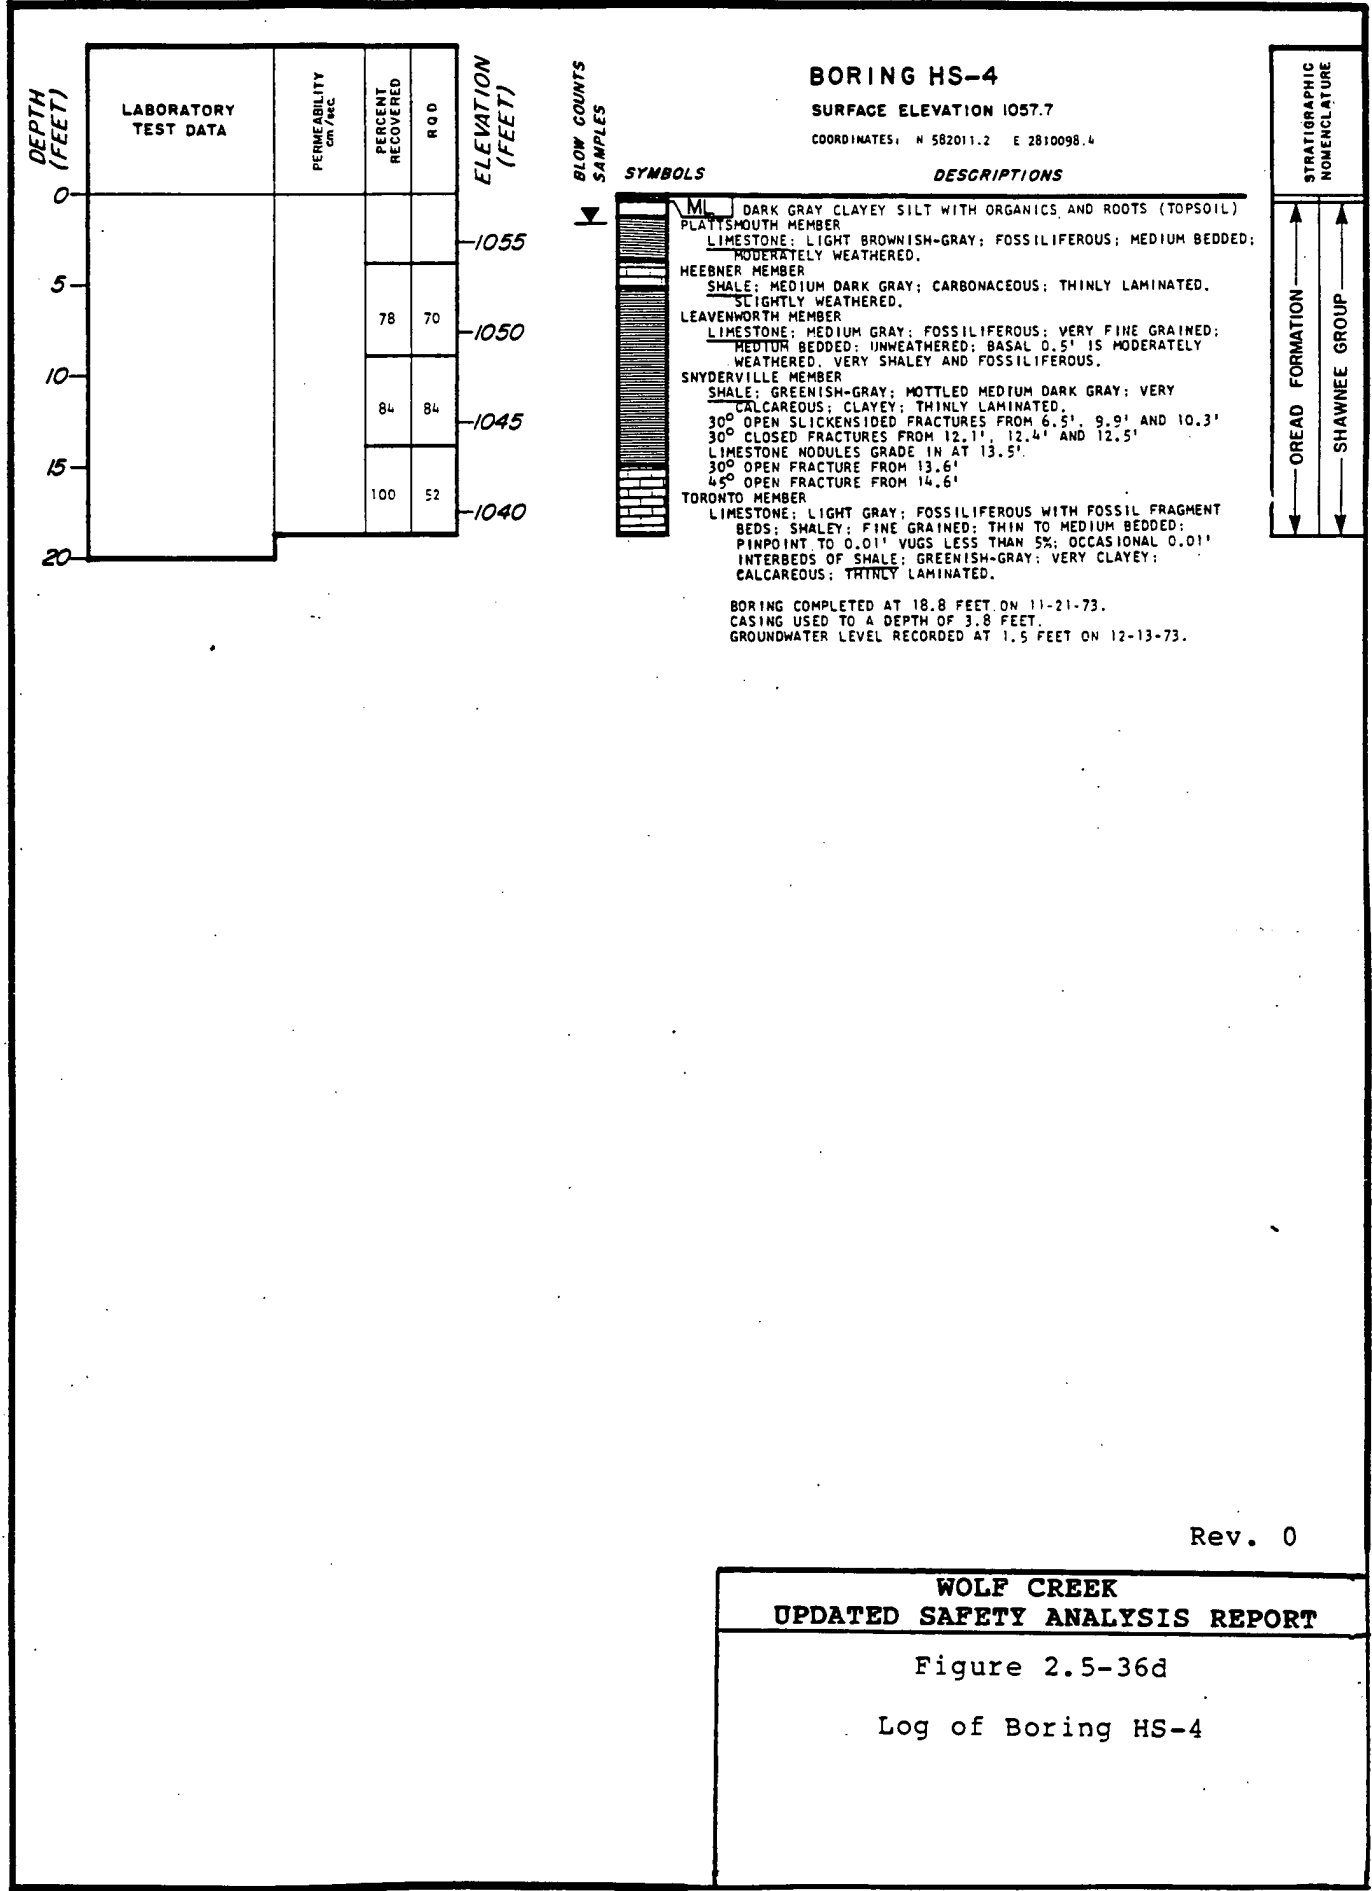 DEPTH
(FEET)
LABORATORY
TEST DATA
PERMEABILITY
cm/sec.
PERCENT
RECOVERED
RQD
ELEVATION
(FEET)
BLOW COUNTS
SAMPLES
SYMBOLS
BORING HS-4
SURFACE ELEVATION 1057.7
COORDINATES: N 582011.2 E 2810098.4
DESCRIPTIONS
STRATIGRAPHIC
NOMENCLATURE
0
5
10
15
20
78 70
84 84
100 52
1055
1050
1045
1040
ML DARK GRAY CLAYEY SILT WITH ORGANICS AND ROOTS (TOPSOIL)
PLATTSMOUTH MEMBER
LIMESTONE: LIGHT BROWNISH-GRAY; FOSSILIFEROUS; MEDIUM BEDDED;
MODERATELY WEATHERED.
HEEBNER MEMBER
SHALE; MEDIUM DARK GRAY; CARBONACEOUS; THINLY LAMINATED.
SLIGHTLY WEATHERED.
LEAVENWORTH MEMBER
LIMESTONE; MEDIUM GRAY; FOSSILIFEROUS; VERY FINE GRAINED;
MEDIUM BEDDED; UNWEATHERED; BASAL 0.5' IS MODERATELY
WEATHERED, VERY SHALEY AND FOSSILIFEROUS.
SNYDERVILLE MEMBER
SHALE; GREENISH-GRAY; MOTTLED MEDIUM DARK GRAY; VERY
CALCAREOUS; CLAYEY; THINLY LAMINATED.
30° OPEN SLICKENSIDED FRACTURES FROM 6.5', 9.9' AND 10.3'
30° CLOSED FRACTURES FROM 12.1', 12.4' AND 12.5'
LIMESTONE NODULES GRADE IN AT 13.5'.
30° OPEN FRACTURE FROM 13.6'
45° OPEN FRACTURE FROM 14.6'
TORONTO MEMBER
LIMESTONE; LIGHT GRAY; FOSSILIFEROUS WITH FOSSIL FRAGMENT
BEDS; SHALEY; FINE GRAINED; THIN TO MEDIUM BEDDED;
PINPOINT TO 0.01' VUGS LESS THAN 5%; OCCASIONAL 0.01'
INTERBEDS OF SHALE; GREENISH-GRAY; VERY CLAYEY;
CALCAREOUS; THINLY LAMINATED.
BORING COMPLETED AT 18.8 FEET ON 11-21-73.
CASING USED TO A DEPTH OF 3.8 FEET.
GROUNDWATER LEVEL RECORDED AT 1.5 FEET ON 12-13-73.
OREAD FORMATION
SHAWNEE GROUP
Rev. 0
WOLF CREEK
UPDATED SAFETY ANALYSIS REPORT
Figure 2.5-36d
Log of Boring HS-4